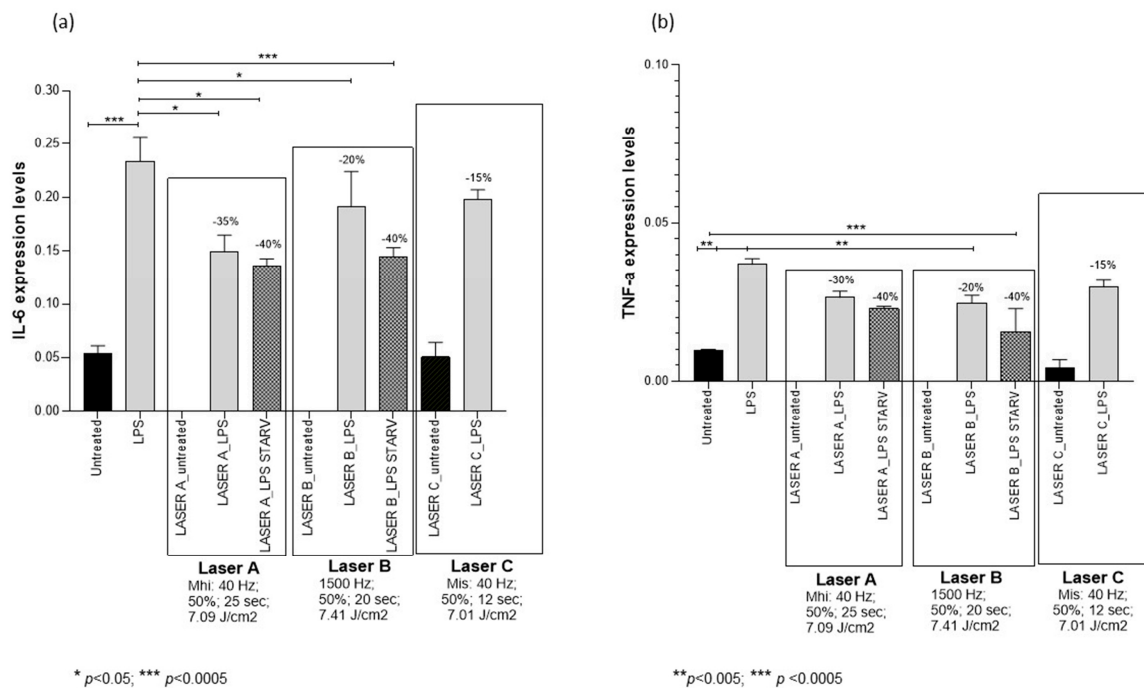 (a)
***
*
*
***
*
0.30
0.25
0.20
0.15
0.10
0.05
0.00
IL-6 expression levels
-35%
-40%
-20%
-40%
-15%
Untreated
LPS
LASER A_untreated
LASER A_LPS
LASER A_LPS STARV
LASER B_untreated
LASER B_LPS
LASER B_LPS STARV
LASER C_untreated
LASER C_LPS
Laser A
Mhi: 40 Hz;
50%; 25 sec;
7.09 J/cm2
Laser B
1500 Hz;
50%; 20 sec;
7.41 J/cm2
Laser C
Mis: 40 Hz;
50%; 12 sec;
7.01 J/cm2
* p<0.05; *** p<0.0005
(b)
0.10
0.05
0.00
TNF-a expression levels
***
**
**
-30%
-40%
-20%
-40%
-15%
Untreated
LPS
LASER A_untreated
LASER A_LPS
LASER A_LPS STARV
LASER B_untreated
LASER B_LPS
LASER B_LPS STARV
LASER C_untreated
LASER C_LPS
Laser A
Mhi: 40 Hz;
50%; 25 sec;
7.09 J/cm2
Laser B
1500 Hz;
50%; 20 sec;
7.41 J/cm2
Laser C
Mis: 40 Hz;
50%; 12 sec;
7.01 J/cm2
**p<0.005; *** p <0.0005